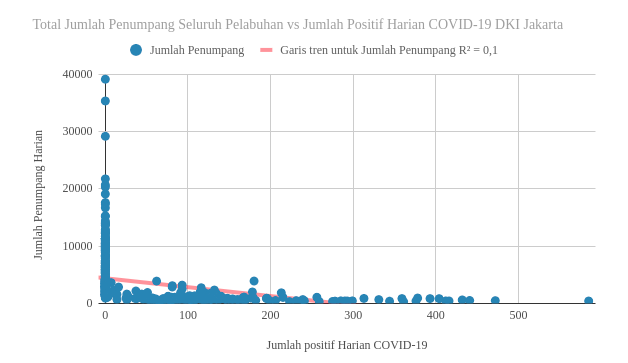 Total Jumlah Penumpang Seluruh Pelabuhan vs Jumlah Positif Harian COVID-19 DKI Jakarta
Jumlah Penumpang
Garis tren untuk Jumlah Penumpang R² = 0,1
Jumlah Penumpang Harian
40000
30000
20000
10000
0
0 100 200 300 400 500
Jumlah positif Harian COVID-19